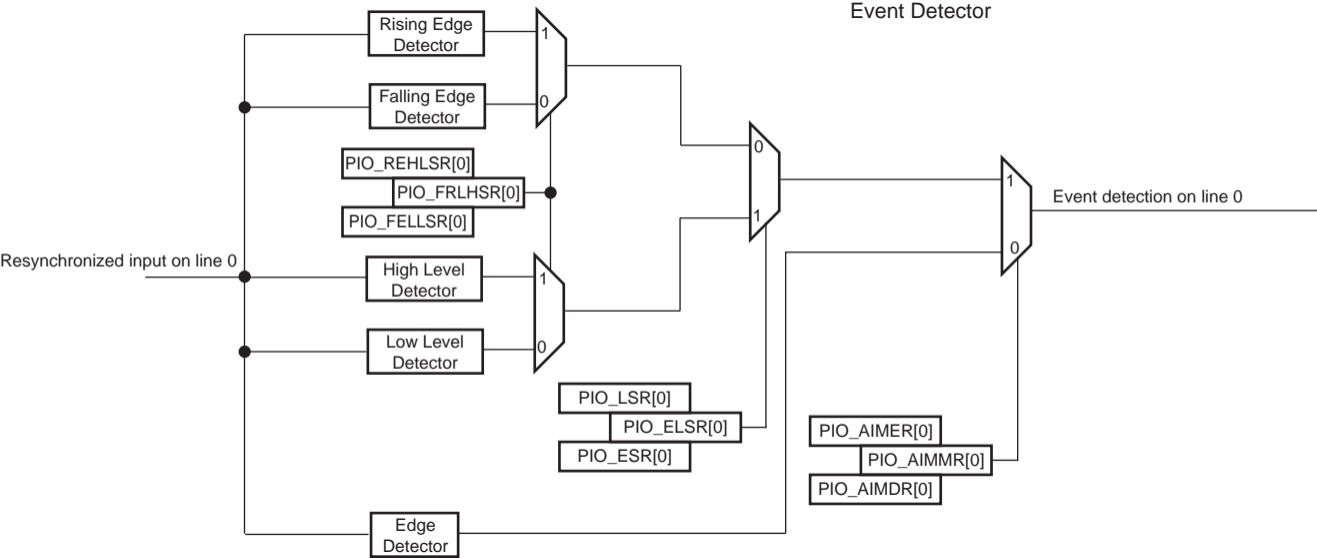 Event Detector
Rising Edge
Detector
1
Falling Edge
Detector
0
PIO_REHLSR[0]
PIO_FRLHSR[0]
PIO_FELLSR[0]
0
1
1
0
Event detection on line 0
Resynchronized input on line 0
High Level
Detector
1
Low Level
Detector
0
PIO_LSR[0]
PIO_ELSR[0]
PIO_ESR[0]
PIO_AIMER[0]
PIO_AIMMR[0]
PIO_AIMDR[0]
Edge
Detector